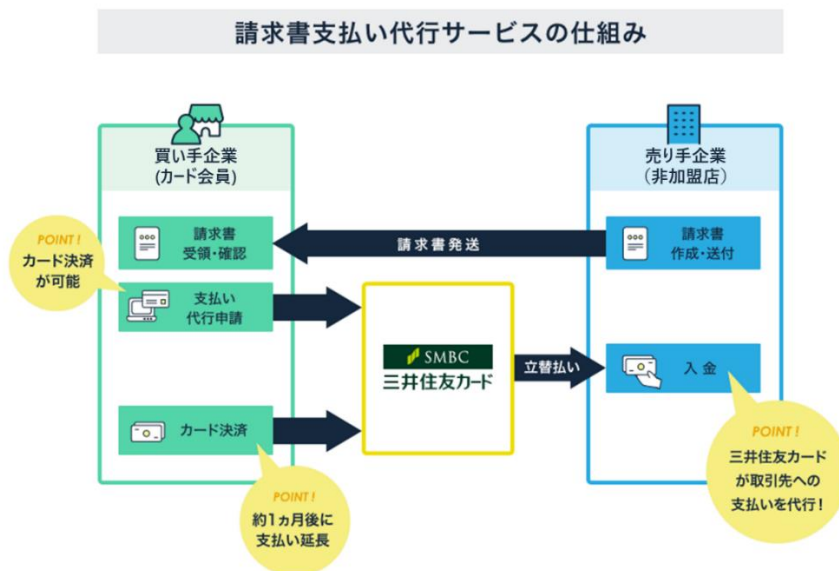 請求書支払い代行サービスの仕組み
買い手企業
(カード会員)
売り手企業
(非加盟店)
POINT!
カード決済
が可能
請求書
受領・確認
請求書発送
請求書
作成・送付
支払い
代行申請
SMBC
三井住友カード
立替払い
入金
カード決済
POINT!
約1ヵ月後に
支払い延長
POINT!
三井住友カード
が取引先への
支払いを代行!